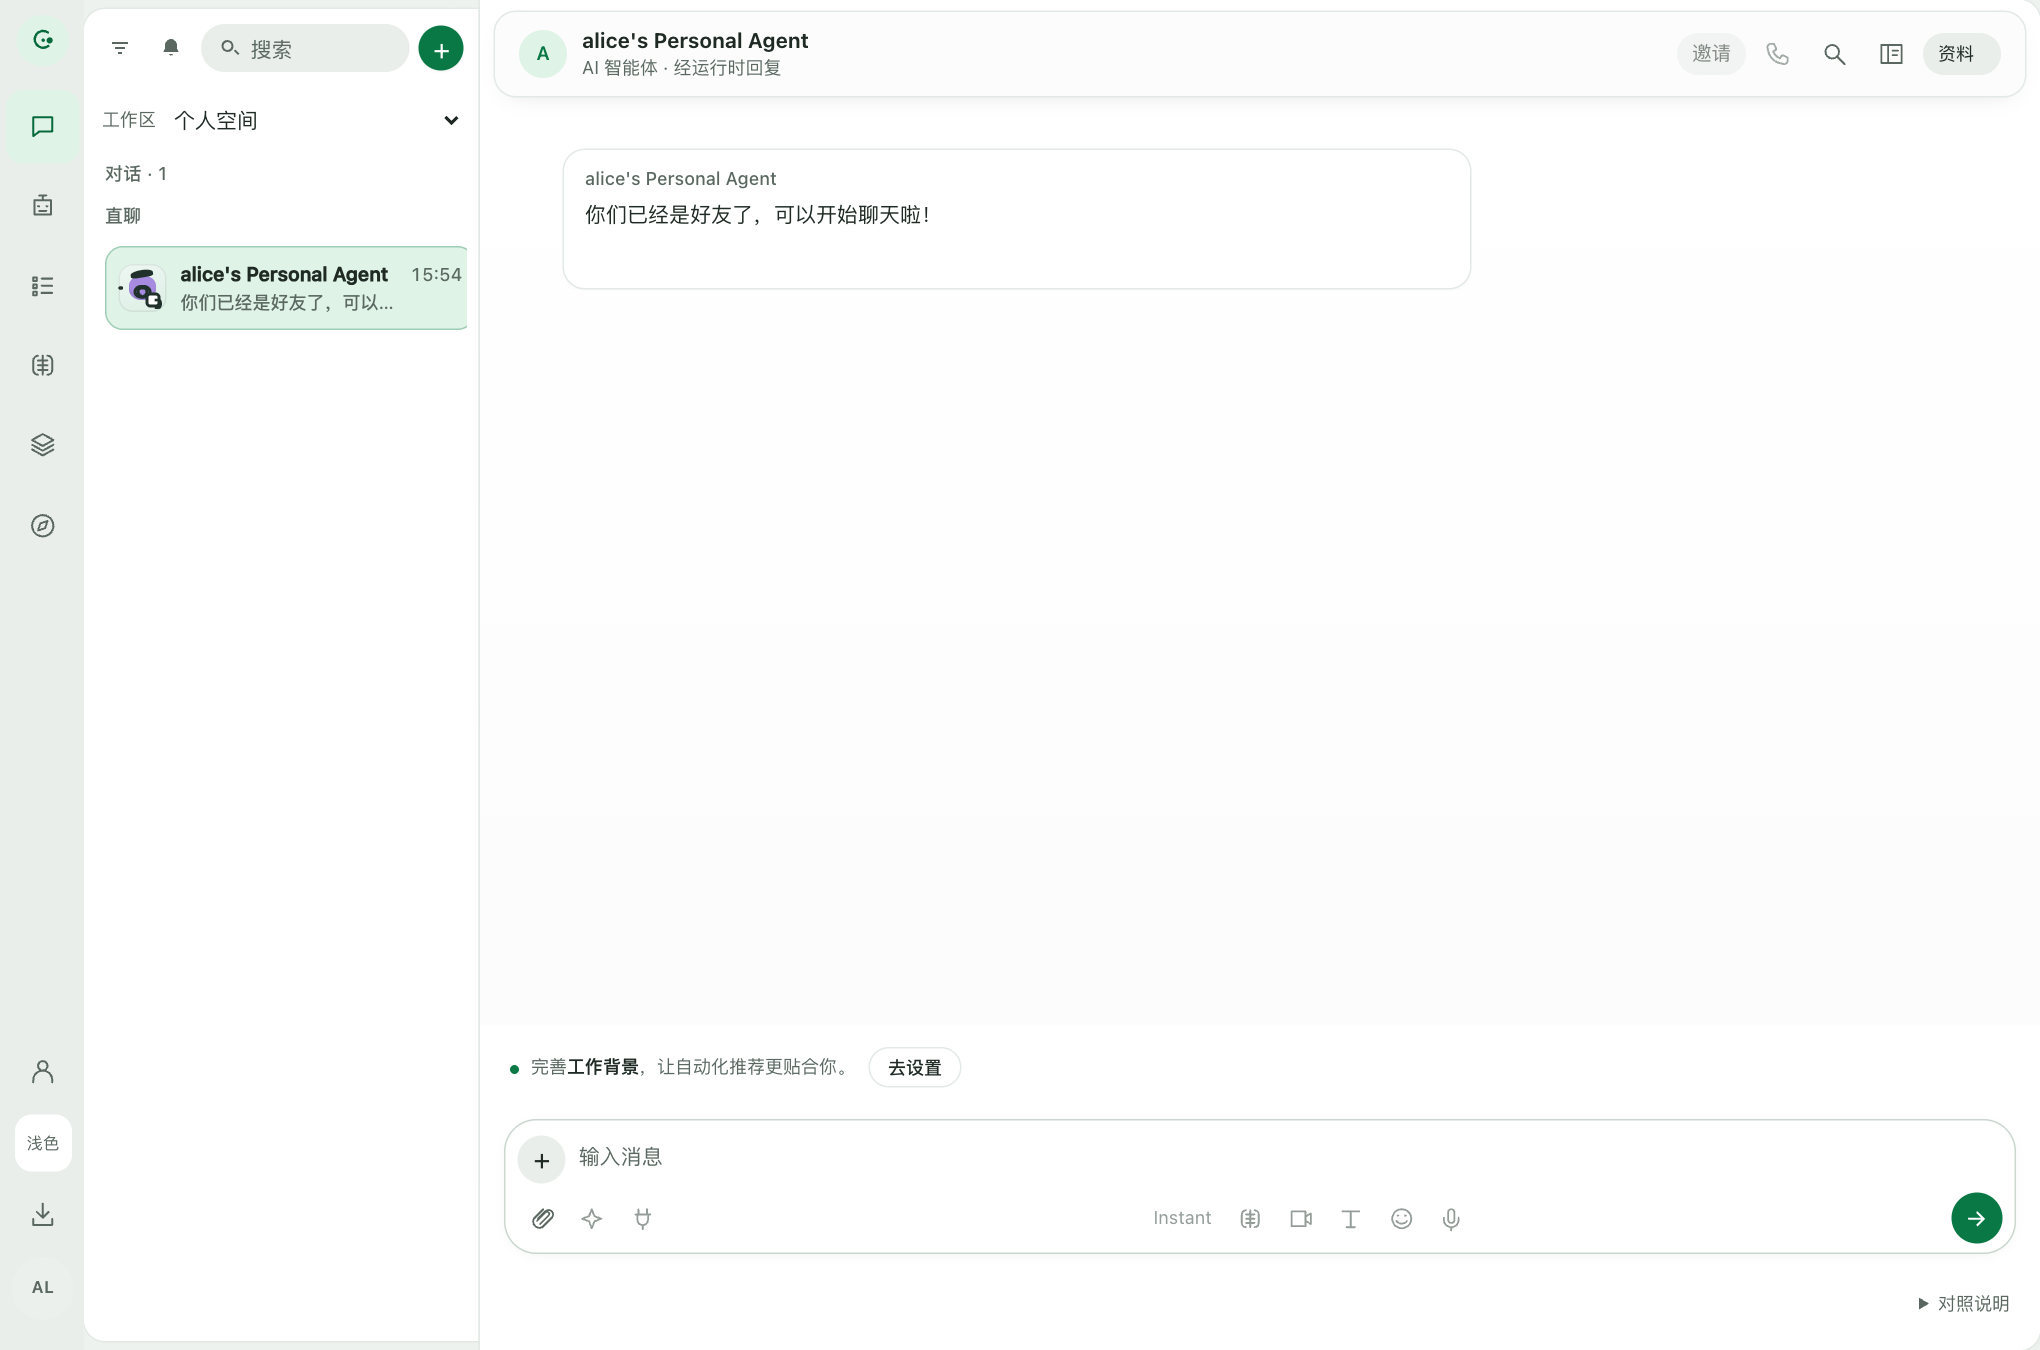 搜索
工作区 个人空间
对话 · 1
直聊
alice's Personal Agent 15:54
你们已经是好友了，可以...
浅色
AL
A
alice's Personal Agent
AI 智能体 · 经运行时回复
邀请
资料
alice's Personal Agent
你们已经是好友了，可以开始聊天啦！
完善工作背景，让自动化推荐更贴合你。 去设置
输入消息
Instant
对照说明